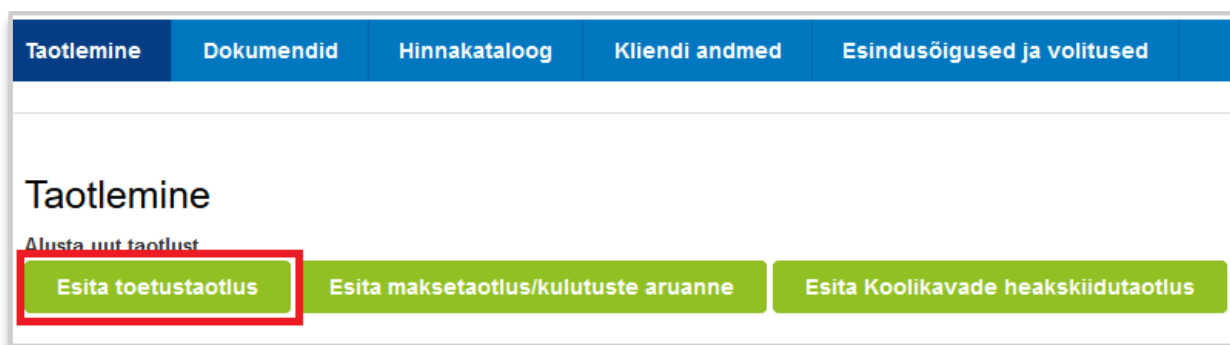 Taotlemine Dokumendid Hinnakataloog Kliendi andmed Esindusõigused ja volitused
Taotlemine
Alusta uut taotlust
Esita toetustaotlus Esita maksetaotlus/kulutuste aruanne Esita Koolikavade heakskiidutaotlus